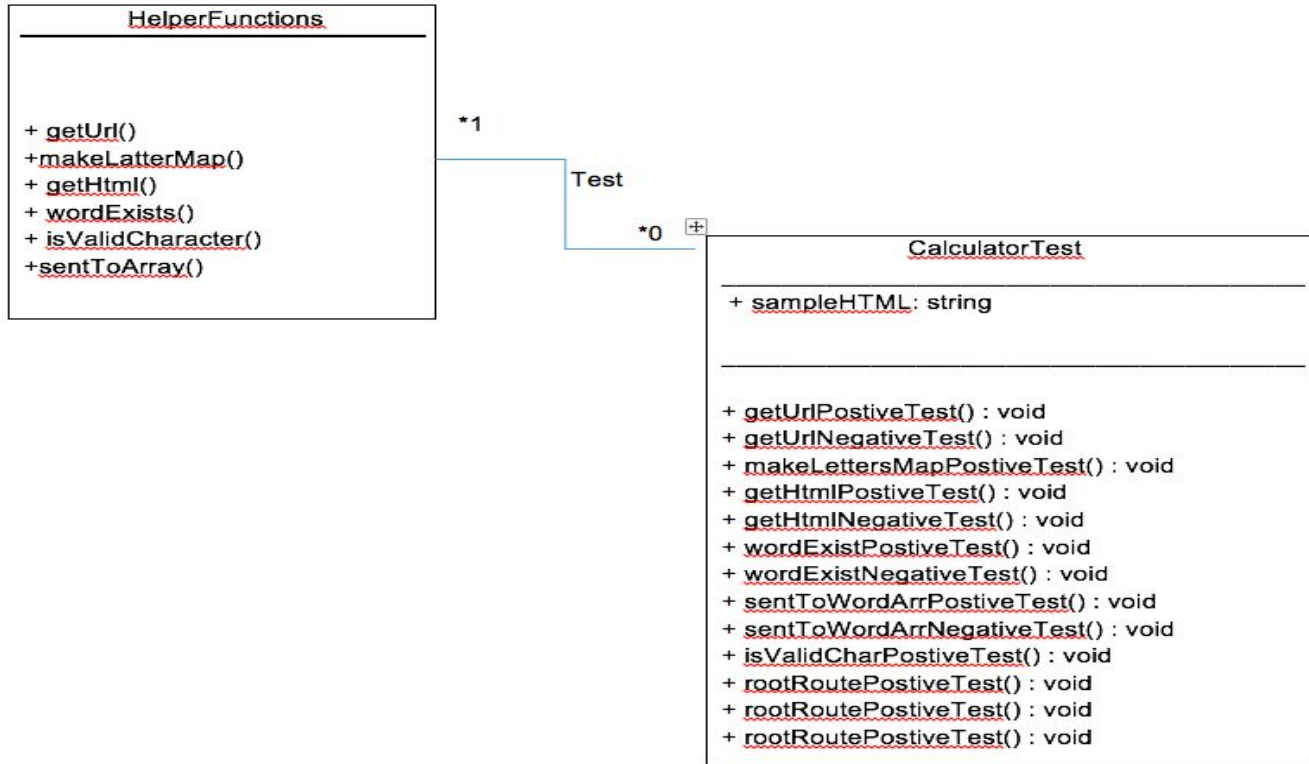 HelperFunctions
+ getUrl()
+makeLatterMap()
+ getHtml()
+ wordExists()
+ isValidCharacter()
+sentToArray()
*1
Test
*0
CalculatorTest
+ sampleHTML: string
+ getUrlPostiveTest() : void
+ getUrlNegativeTest() : void
+ makeLettersMapPostiveTest() : void
+ getHtmlPostiveTest() : void
+ getHtmlNegativeTest() : void
+ wordExistPostiveTest() : void
+ wordExistNegativeTest() : void
+ sentToWordArrPostiveTest() : void
+ sentToWordArrNegativeTest() : void
+ isValidCharPostiveTest() : void
+ rootRoutePostiveTest() : void
+ rootRoutePostiveTest() : void
+ rootRoutePostiveTest() : void